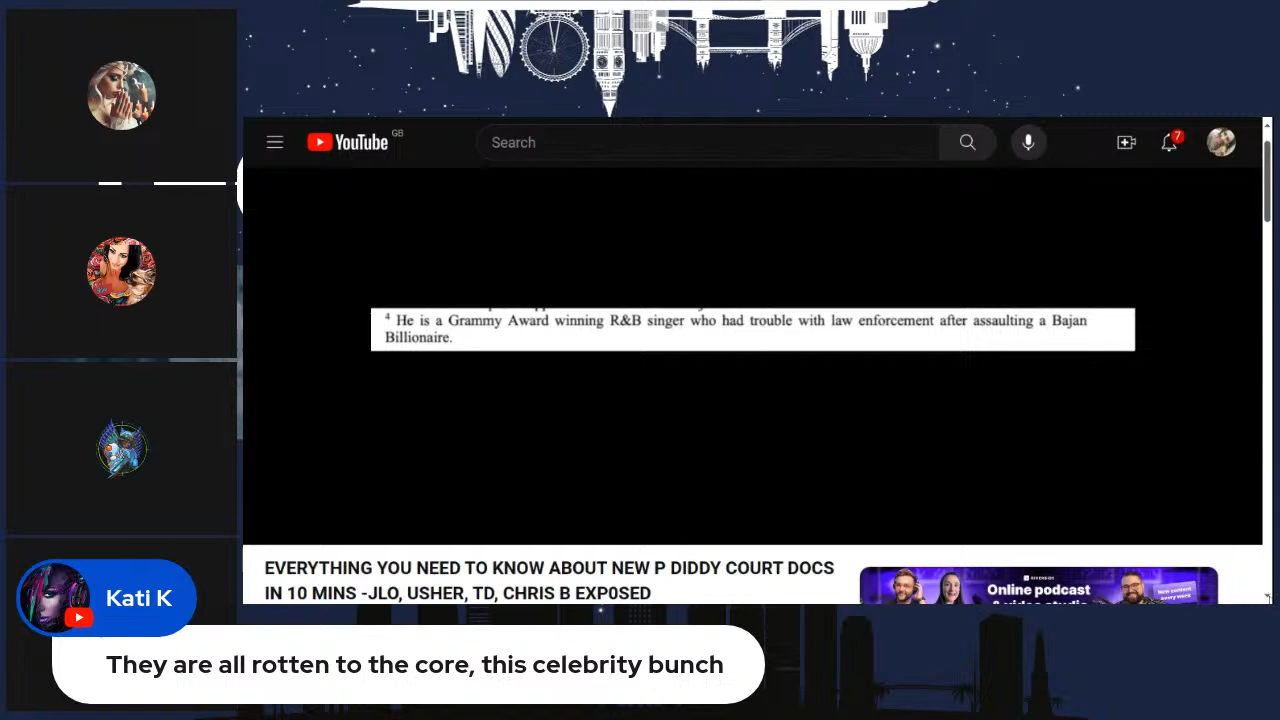 YouTube GB
Search
7
4 He is a Grammy Award winning R&B singer who had trouble with law enforcement after assaulting a Bajan
Billionaire.
EVERYTHING YOU NEED TO KNOW ABOUT NEW P DIDDY COURT DOCS
IN 10 MINS -JLO, USHER, TD, CHRIS B EXP0SED
RIVERSIDE
Online podcast
Kati K
They are all rotten to the core, this celebrity bunch